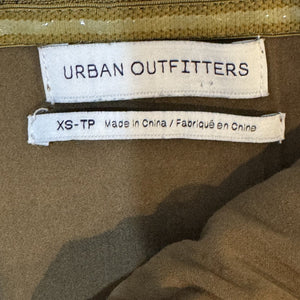 URBAN OUTFITTERS
XS-TP Made in China / Fabriqué en Chine